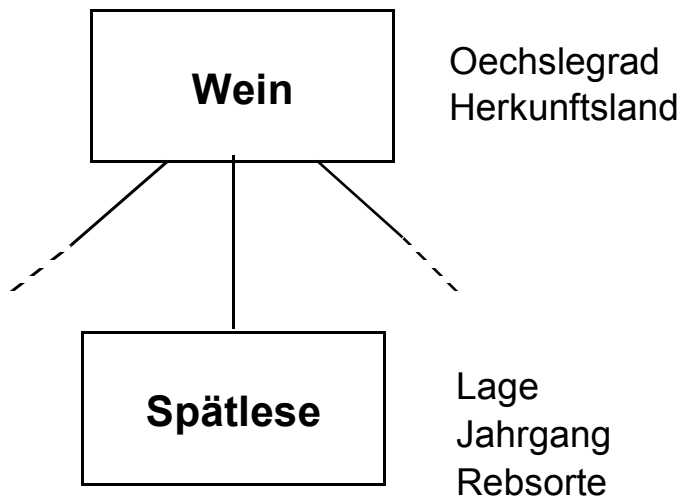 Wein
Oechslegrad
Herkunftsland
Spätlese
Lage
Jahrgang
Rebsorte